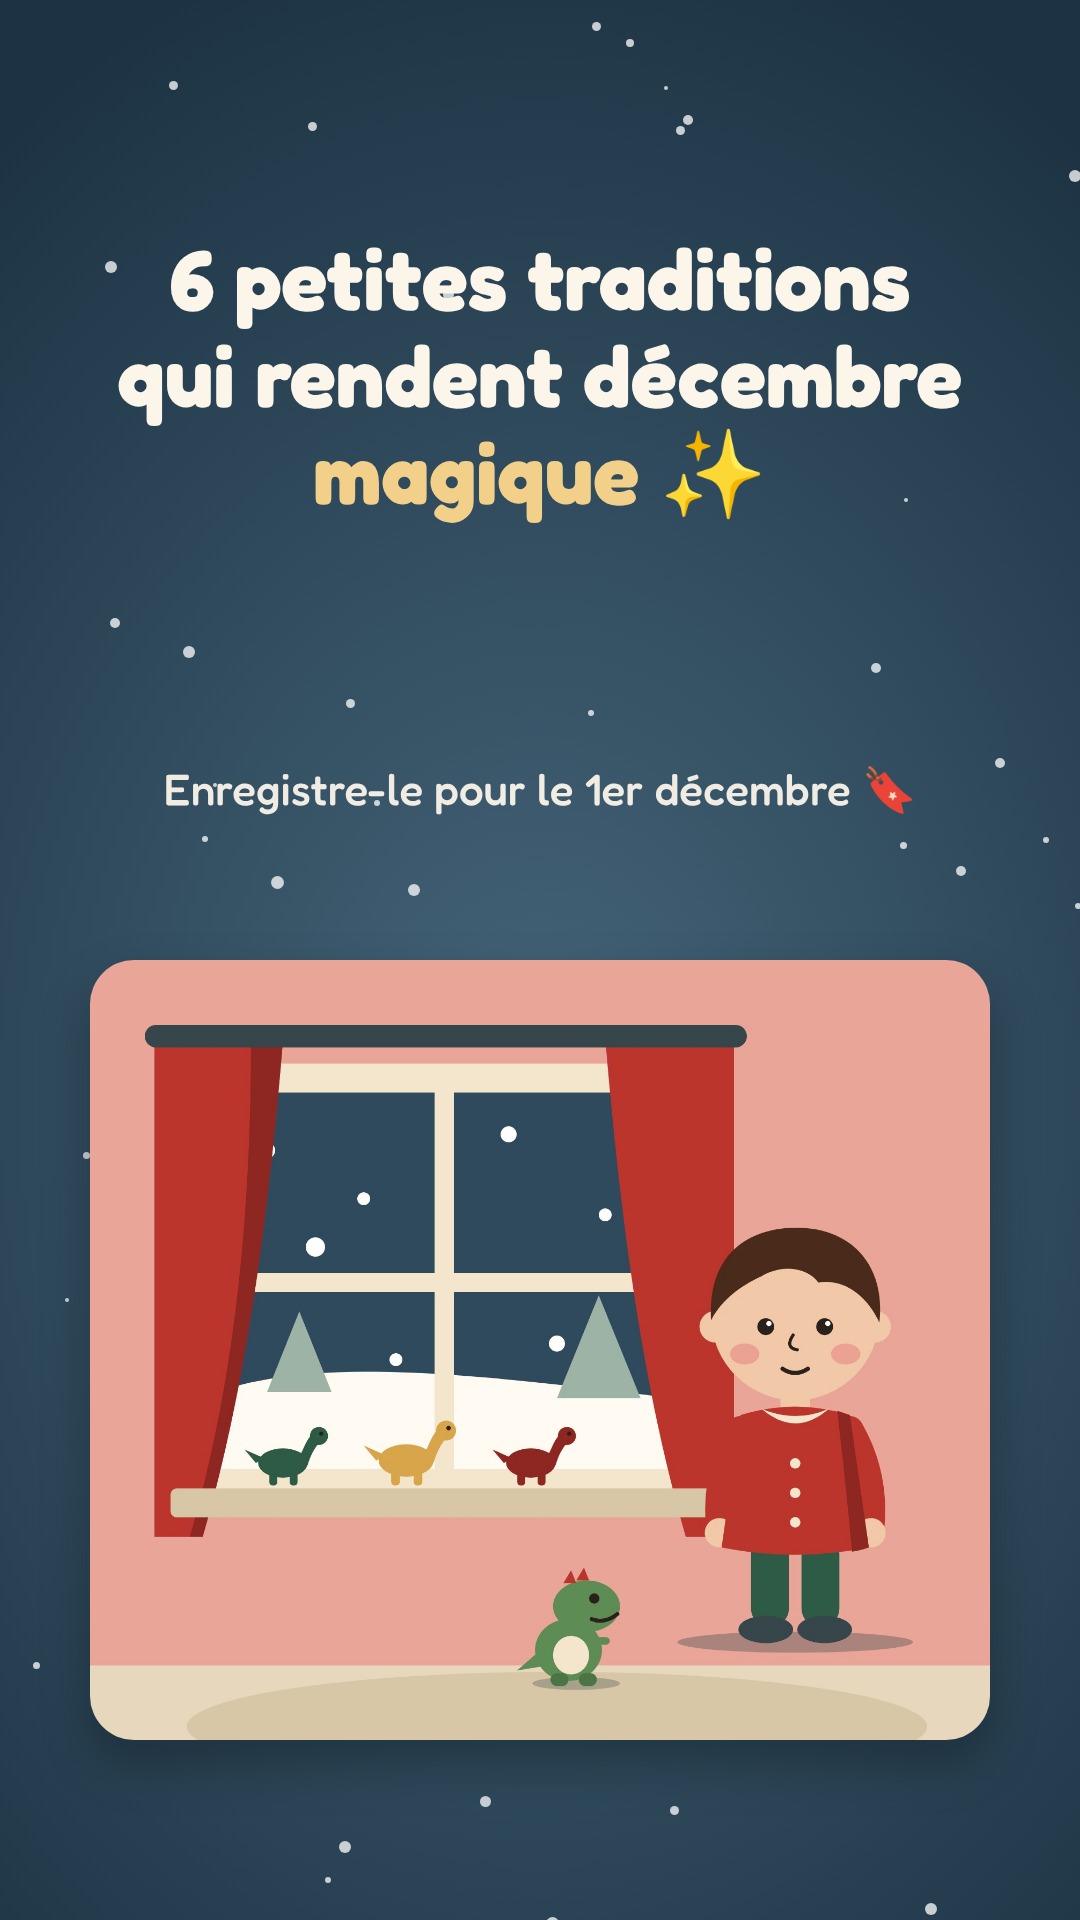 6 petites traditions
qui rendent décembre
magique ✨
Enregistre-le pour le 1er décembre 🔖